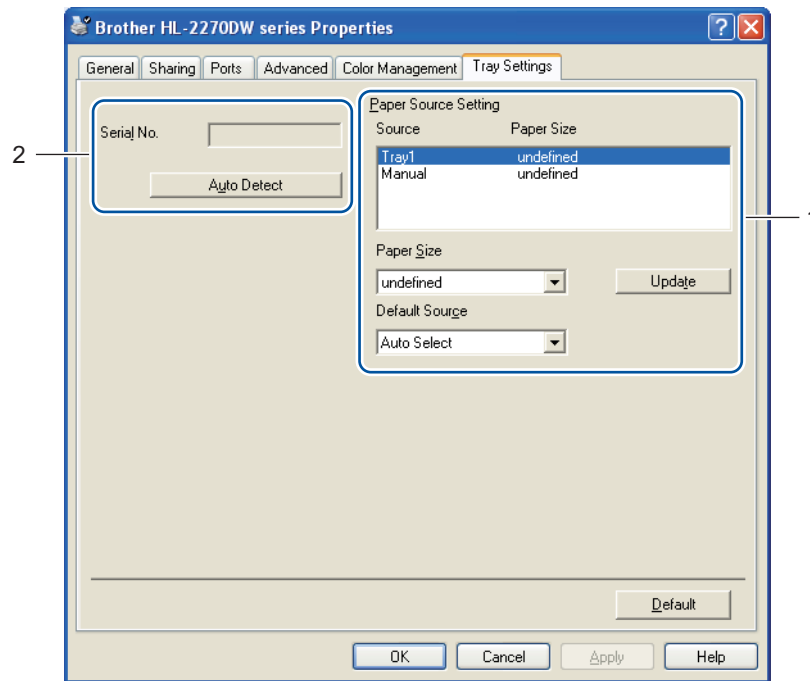 Brother HL-2270DW series Properties
General Sharing Ports Advanced Color Management Tray Settings
2
Serial No.
Auto Detect
Paper Source Setting
Source Paper Size
Tray1 undefined
Manual undefined
1
Paper Size
undefined
Update
Default Source
Auto Select
Default
OK Cancel Apply Help